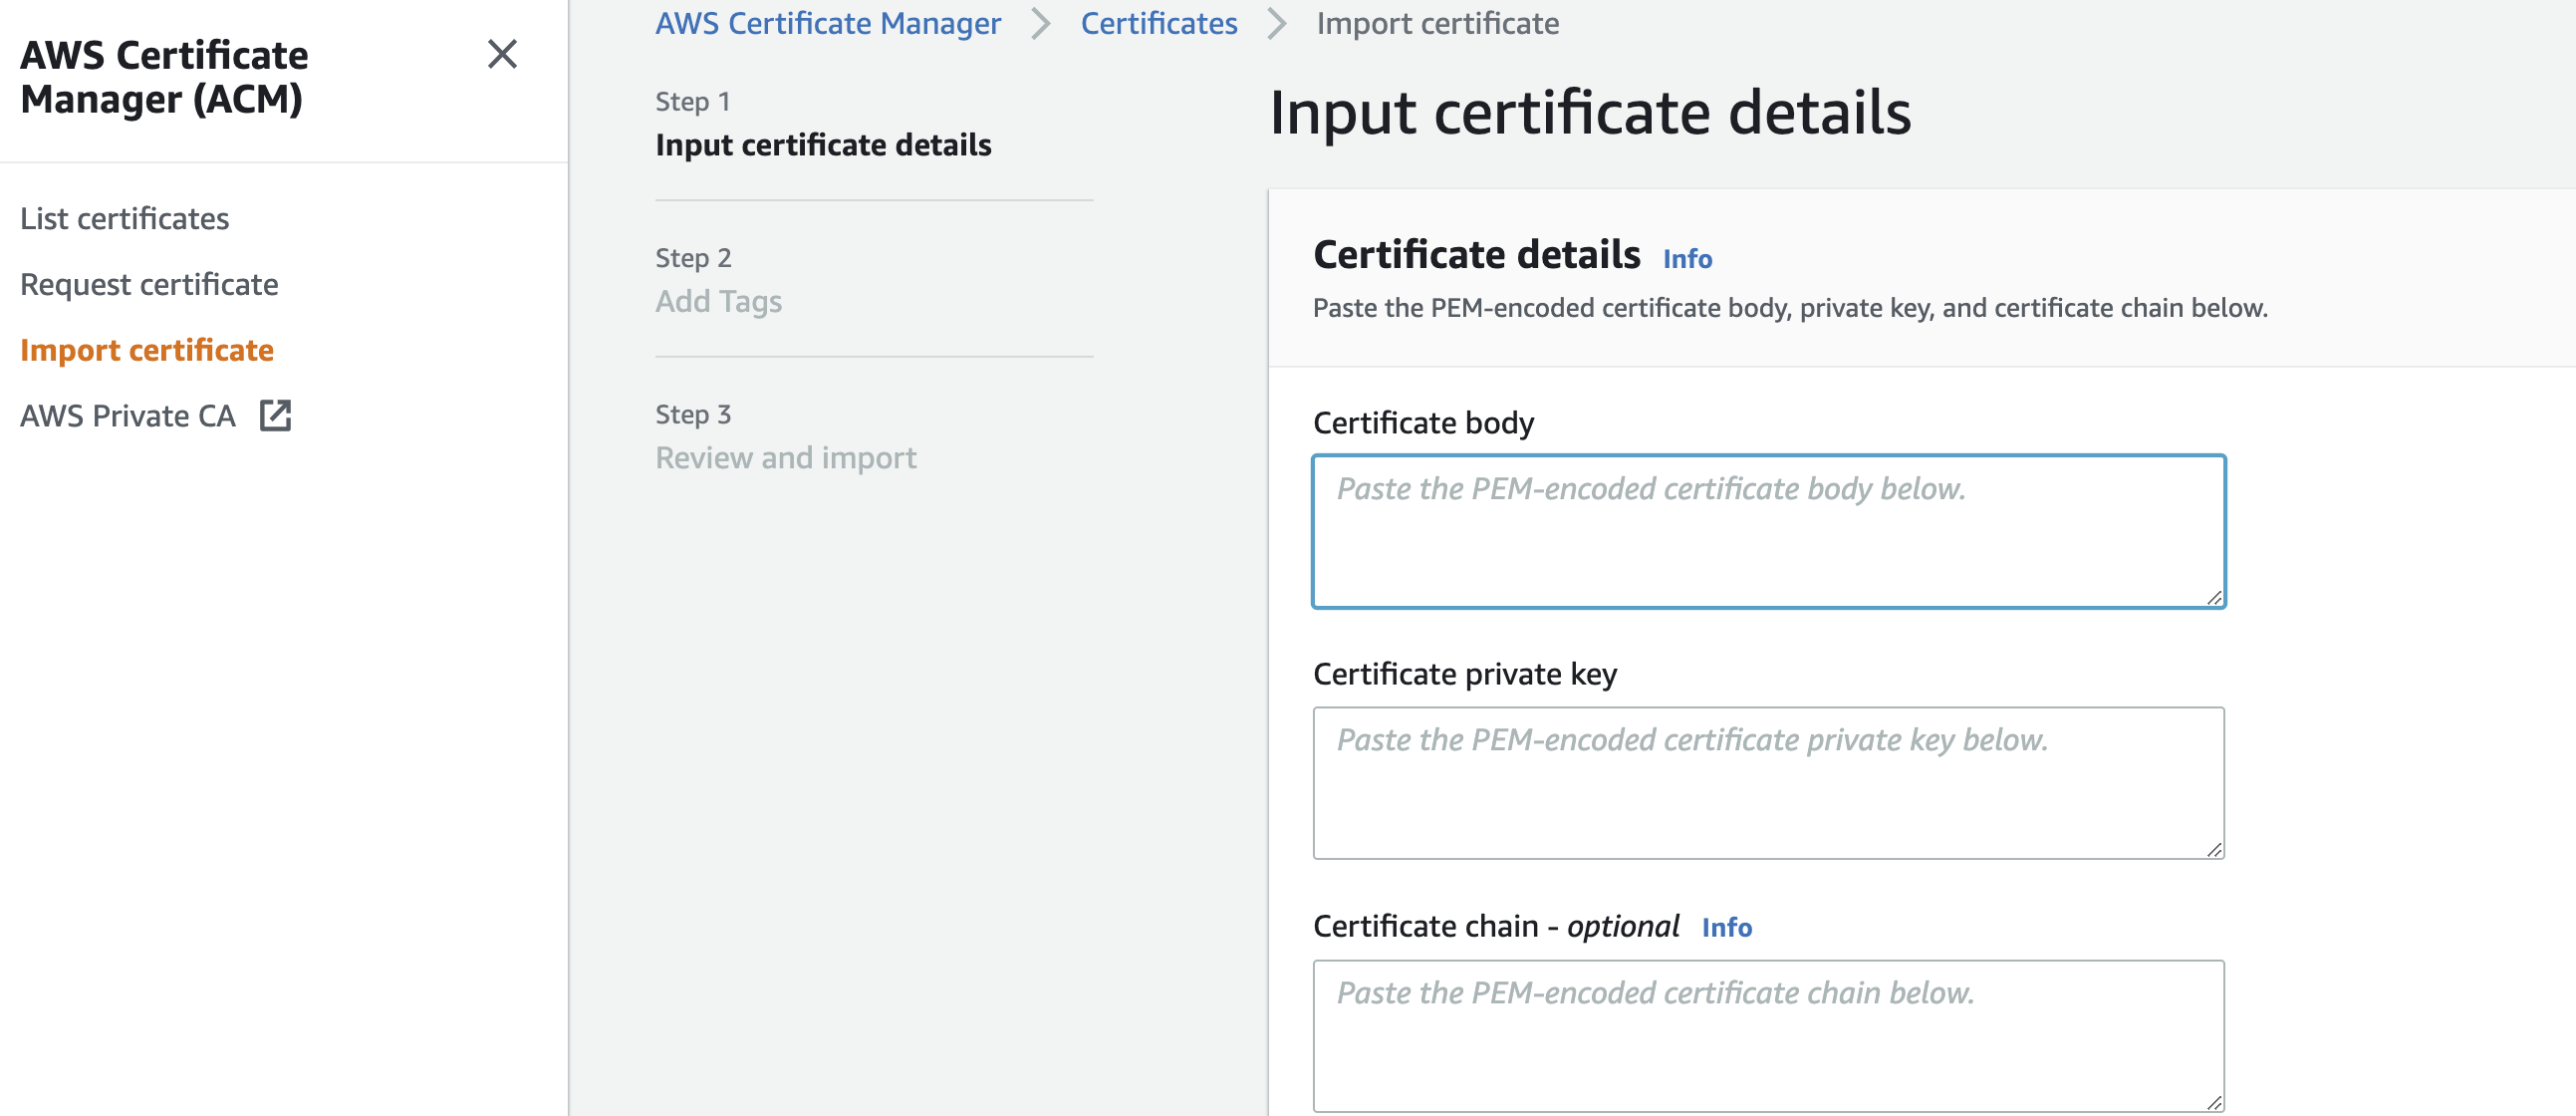 AWS Certificate
Manager (ACM)
List certificates
Request certificate
Import certificate
AWS Private CA
AWS Certificate Manager > Certificates > Import certificate
Step 1
Input certificate details
Step 2
Add Tags
Step 3
Review and import
Input certificate details
Certificate details Info
Paste the PEM-encoded certificate body, private key, and certificate chain below.
Certificate body
Paste the PEM-encoded certificate body below.
Certificate private key
Paste the PEM-encoded certificate private key below.
Certificate chain - optional Info
Paste the PEM-encoded certificate chain below.